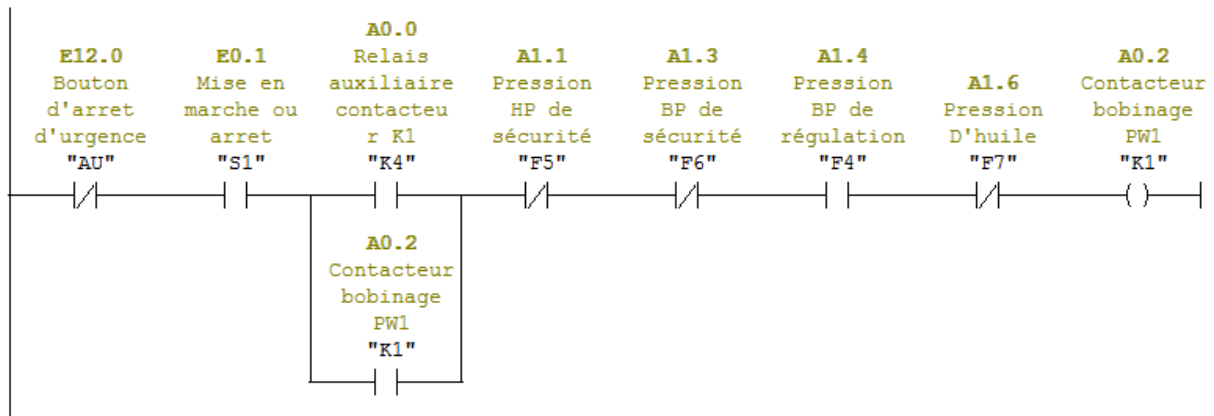 E12.0
Bouton
d'arret
d'urgence
"AU"
E0.1
Mise en
marche ou
arret
"S1"
A0.0
Relais
auxiliaire
contacteu
r K1
"K4"
A1.1
Pression
HP de
sécurité
"F5"
A1.3
Pression
BP de
sécurité
"F6"
A1.4
Pression
BP de
régulation
"F4"
A1.6
Pression
D'huile
"F7"
A0.2
Contacteur
bobinage
PW1
"K1"
A0.2
Contacteur
bobinage
PW1
"K1"